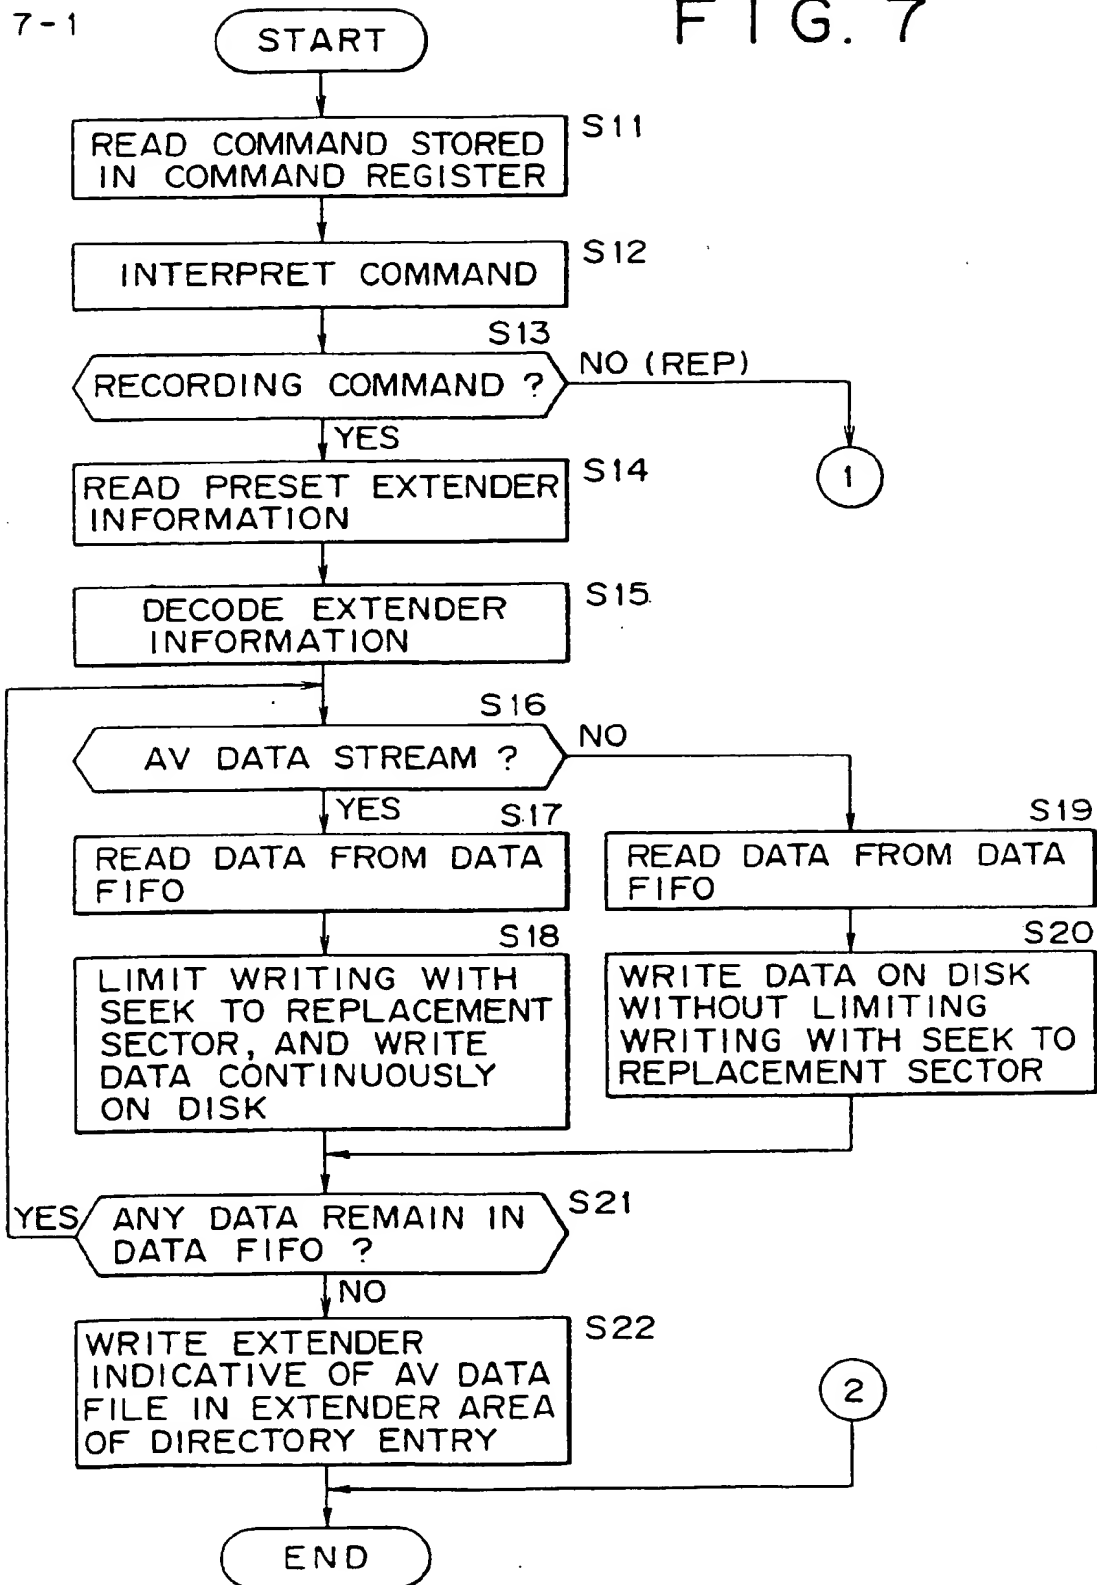 7-1
FIG. 7
START
S11
READ COMMAND STORED
IN COMMAND REGISTER
S12
INTERPRET COMMAND
S13
RECORDING COMMAND ?
NO (REP)
YES
1
S14
READ PRESET EXTENDER
INFORMATION
S15
DECODE EXTENDER
INFORMATION
S16
AV DATA STREAM ?
NO
YES
S17
READ DATA FROM DATA
FIFO
S19
READ DATA FROM DATA
FIFO
S18
LIMIT WRITING WITH
SEEK TO REPLACEMENT
SECTOR, AND WRITE
DATA CONTINUOUSLY
ON DISK
S20
WRITE DATA ON DISK
WITHOUT LIMITING
WRITING WITH SEEK TO
REPLACEMENT SECTOR
S21
YES
ANY DATA REMAIN IN
DATA FIFO ?
NO
S22
WRITE EXTENDER
INDICATIVE OF AV DATA
FILE IN EXTENDER AREA
OF DIRECTORY ENTRY
2
END